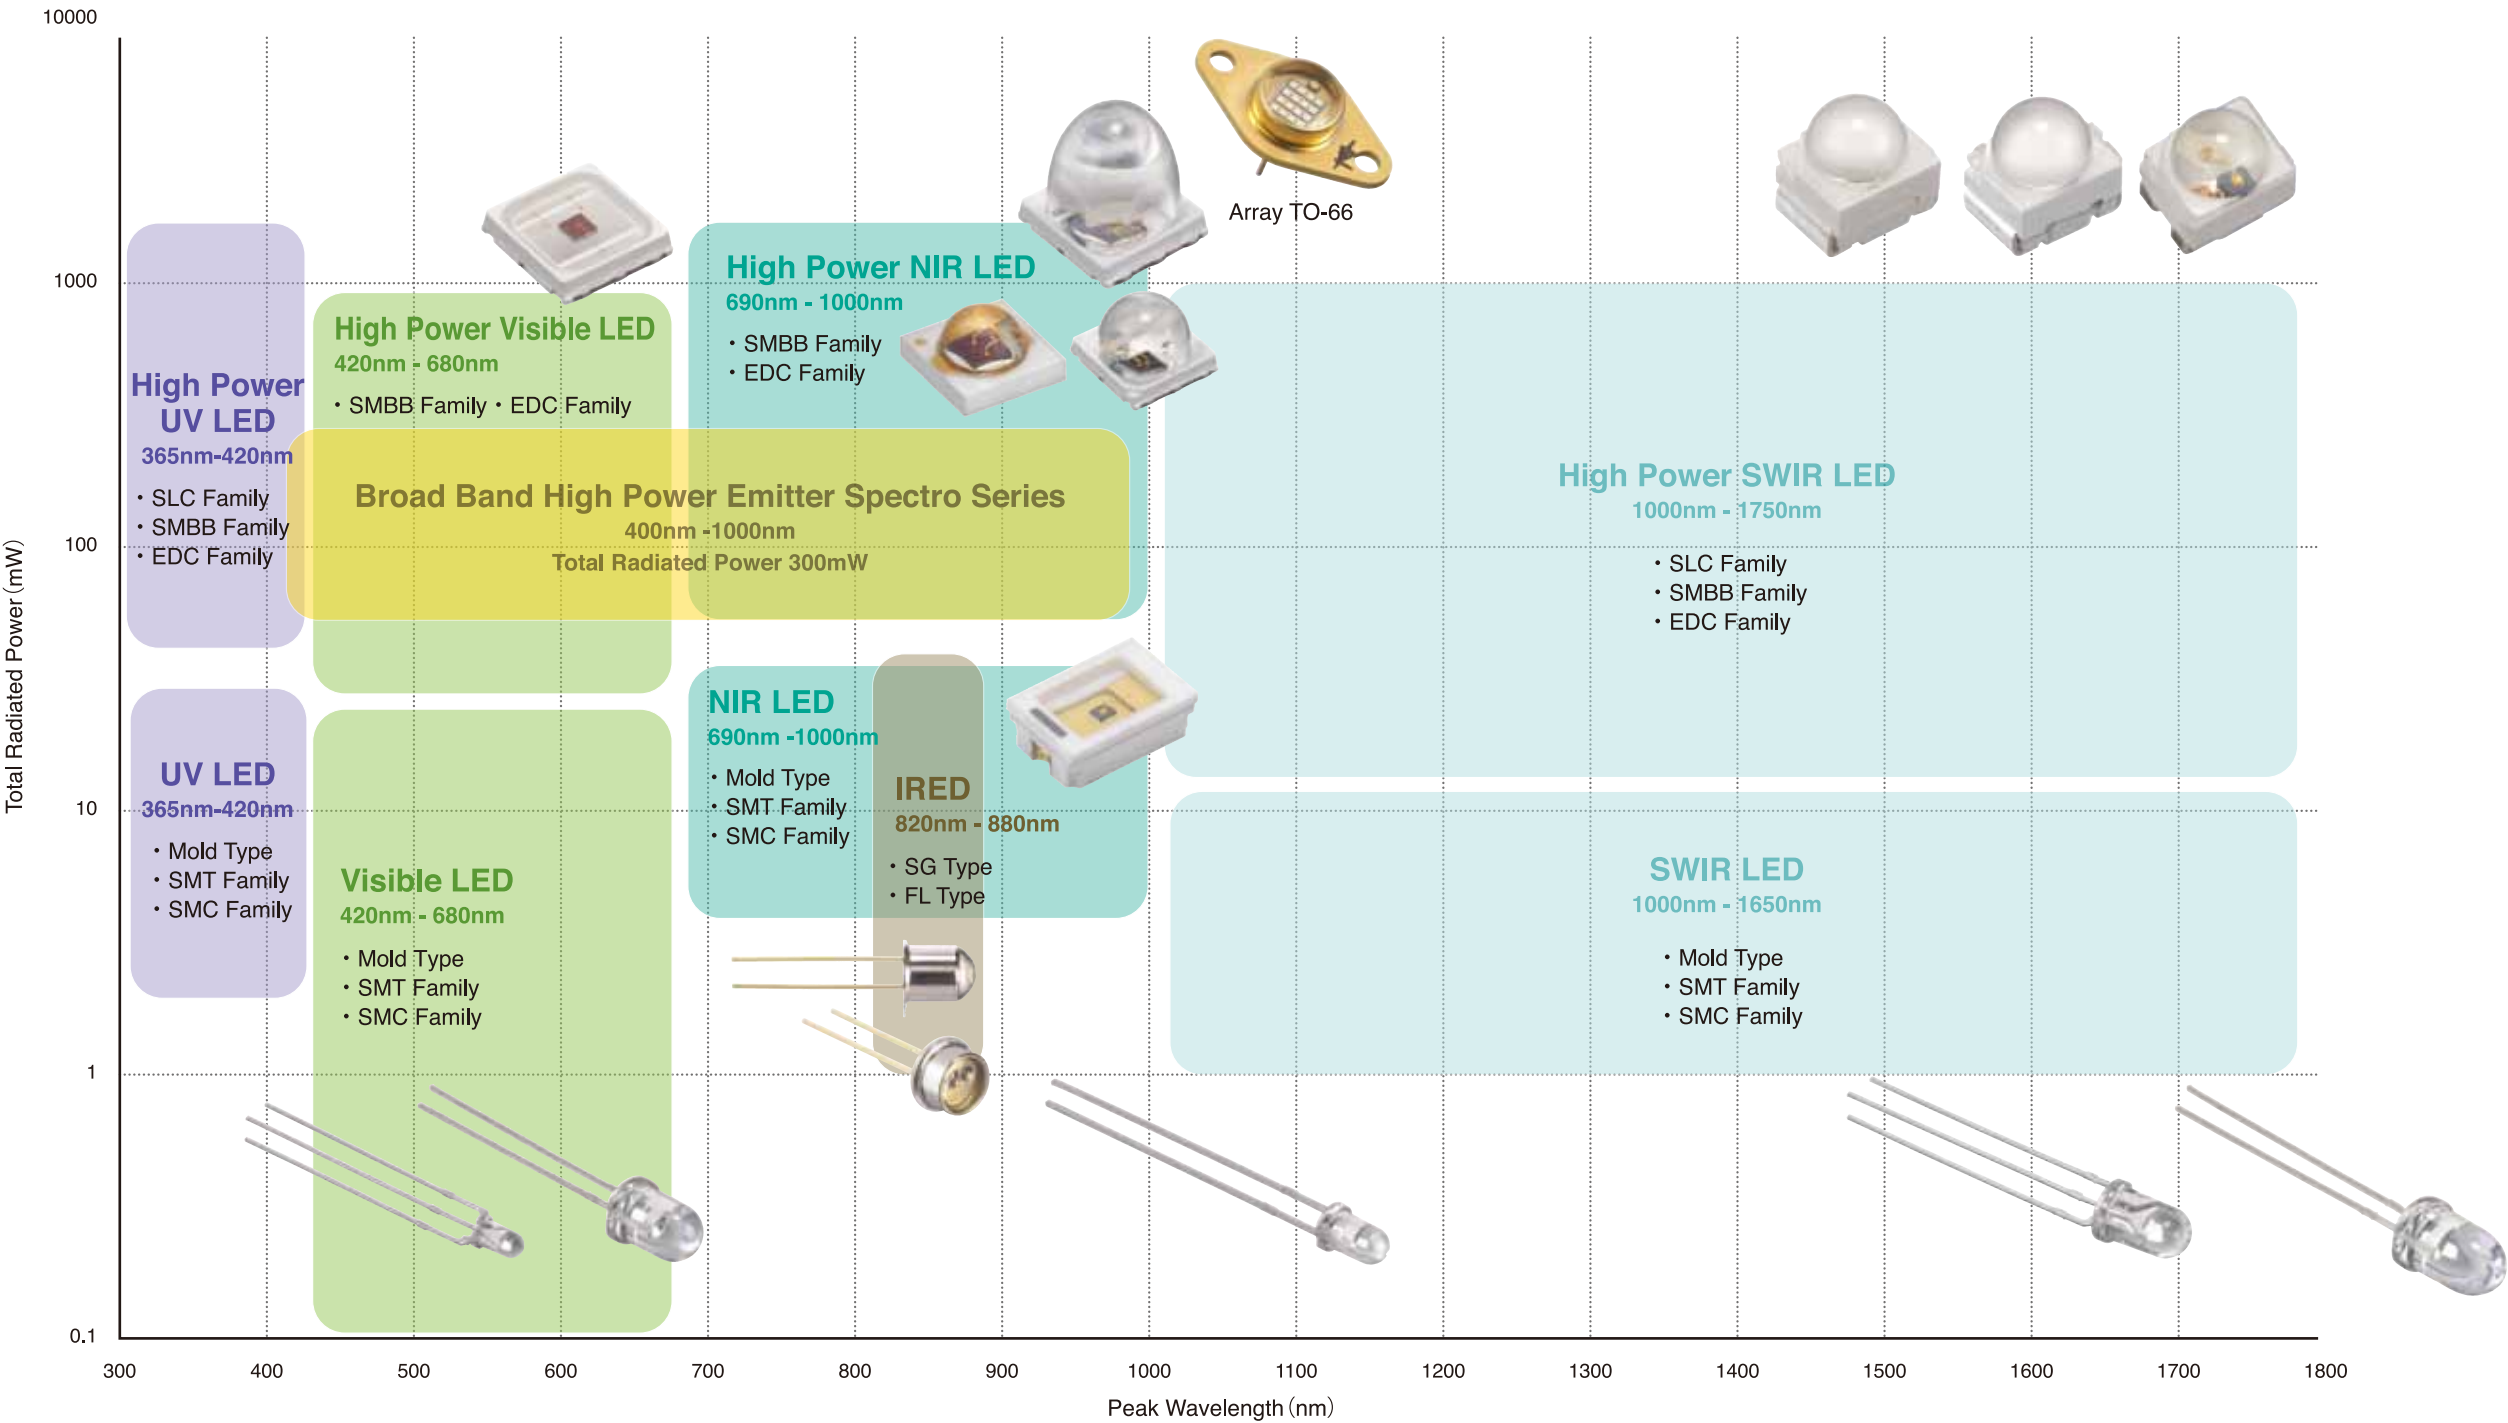 10000
1000
100
10
1
0.1
Total Radiated Power (mW)
300 400 500 600 700 800 900 1000 1100 1200 1300 1400 1500 1600 1700 1800
Peak Wavelength (nm)
Array TO-66
High Power
UV LED
365nm-420nm
・SLC Family
・SMBB Family
・EDC Family
High Power Visible LED
420nm - 680nm
・SMBB Family・EDC Family
High Power NIR LED
690nm - 1000nm
・SMBB Family
・EDC Family
Broad Band High Power Emitter Spectro Series
400nm -1000nm
Total Radiated Power 300mW
High Power SWIR LED
1000nm - 1750nm
・SLC Family
・SMBB Family
・EDC Family
UV LED
365nm-420nm
・Mold Type
・SMT Family
・SMC Family
Visible LED
420nm - 680nm
・Mold Type
・SMT Family
・SMC Family
NIR LED
690nm -1000nm
・Mold Type
・SMT Family
・SMC Family
IRED
820nm - 880nm
・SG Type
・FL Type
SWIR LED
1000nm - 1650nm
・Mold Type
・SMT Family
・SMC Family